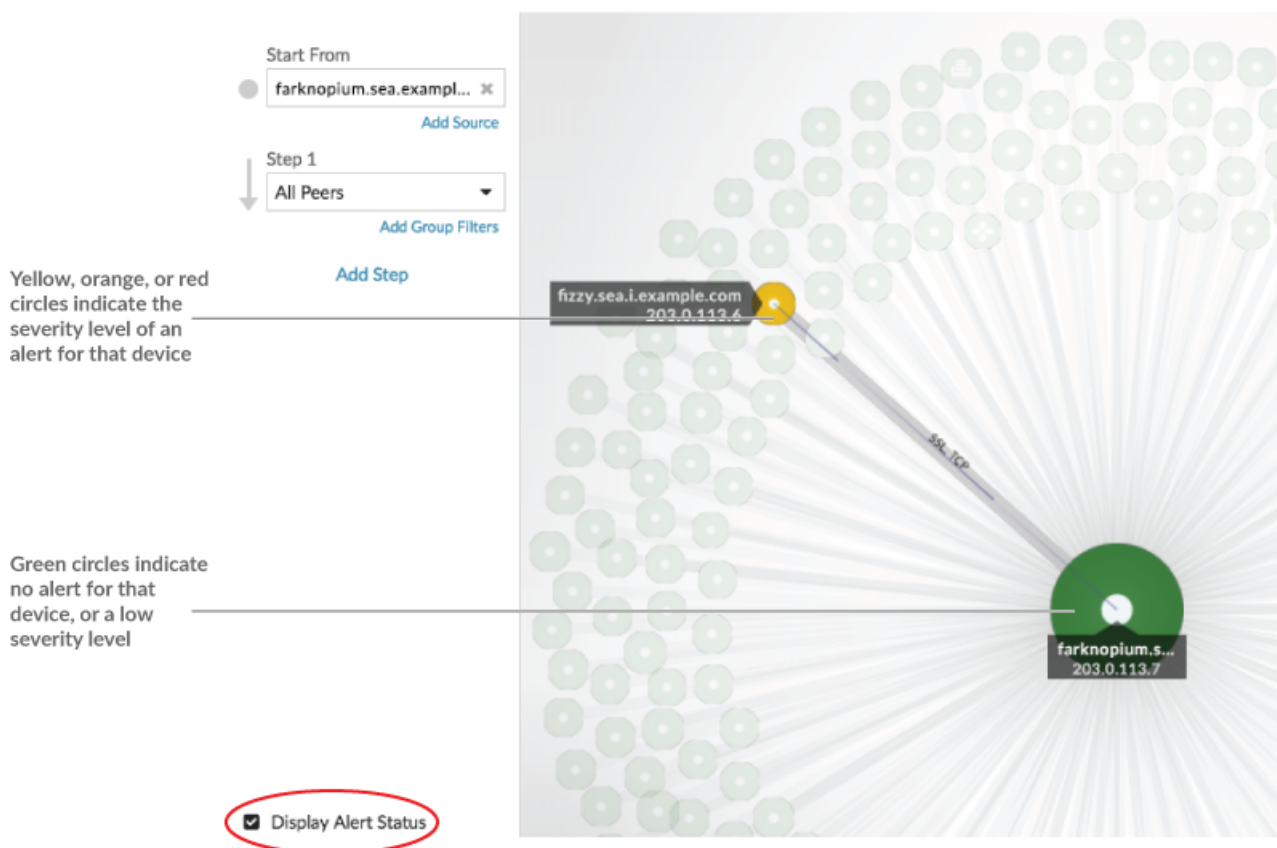 Start From
farknopium.sea.exampl...
Add Source
Step 1
All Peers
Add Group Filters
Add Step
Yellow, orange, or red
circles indicate the
severity level of an
alert for that device
fizzy.sea.i.example.com
203.0.113.6
SSL, TCP
Green circles indicate
no alert for that
device, or a low
severity level
farknopium.s...
203.0.113.7
Display Alert Status